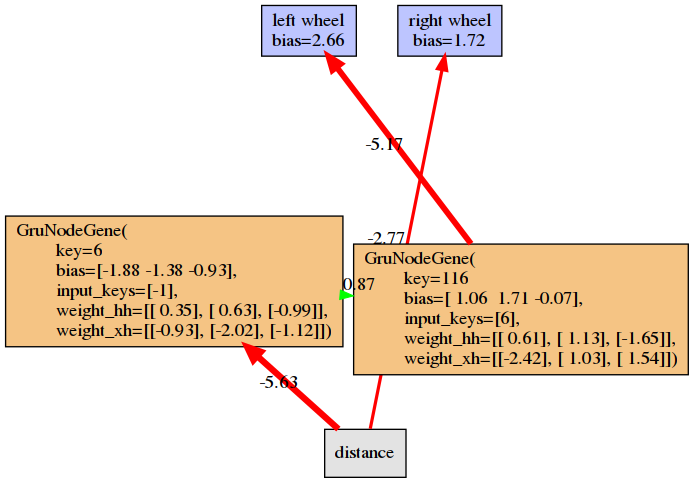 left wheel
bias=2.66
right wheel
bias=1.72
-5.17
-2.77
GruNodeGene(
key=6
bias=[-1.88 -1.38 -0.93],
input_keys=[-1],
weight_hh=[[ 0.35], [ 0.63], [-0.99]],
weight_xh=[[-0.93], [-2.02], [-1.12]])
0.87
GruNodeGene(
key=116
bias=[ 1.06  1.71 -0.07],
input_keys=[6],
weight_hh=[[ 0.61], [ 1.13], [-1.65]],
weight_xh=[[-2.42], [ 1.03], [ 1.54]])
-5.63
distance